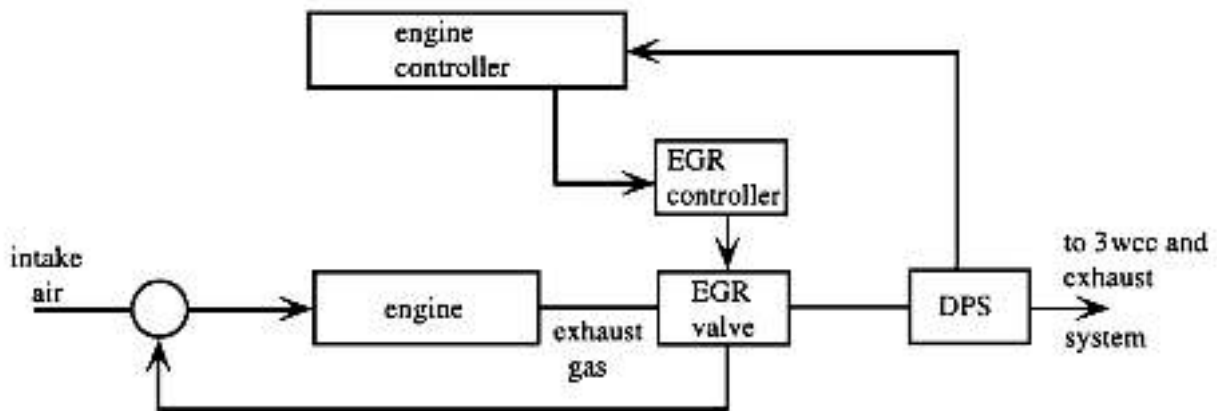 engine
controller
EGR
controller
intake
air
engine
exhaust
gas
EGR
valve
DPS
to 3wcc and
exhaust
system